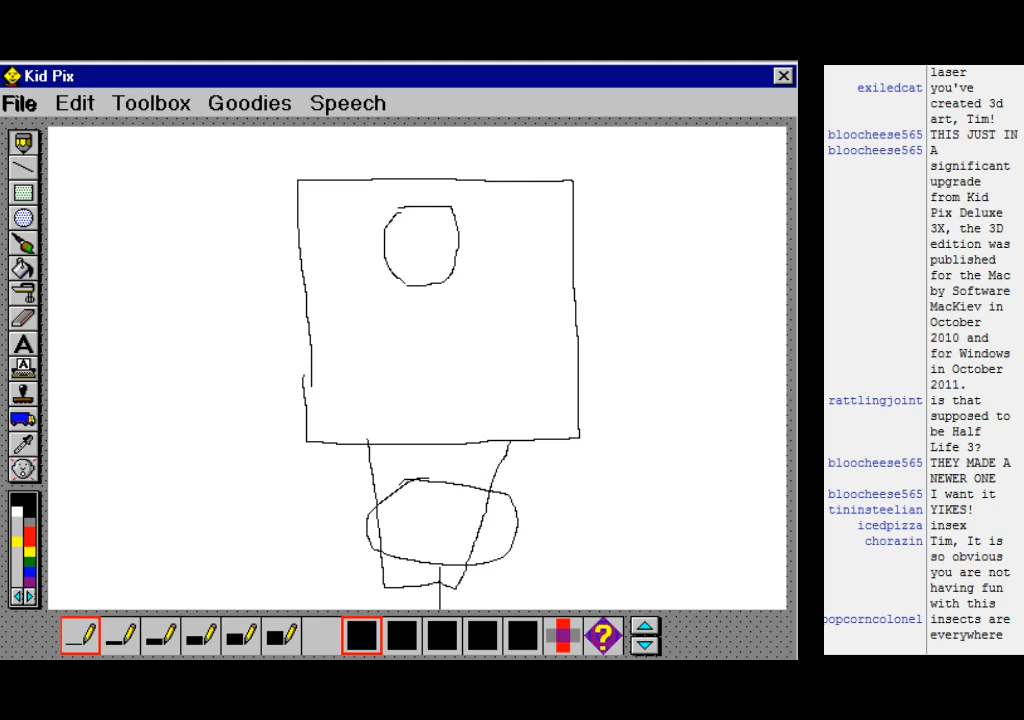 Kid Pix
File Edit Toolbox Goodies Speech
A
A
?
laser
exiledcat you've
created 3d
art, Tim!
bloocheese565 THIS JUST IN
bloocheese565 A
significant
upgrade
from Kid
Pix Deluxe
3X, the 3D
edition was
published
for the Mac
by Software
MacKiev in
October
2010 and
for Windows
in October
2011.
rattlingjoint is that
supposed to
be Half
Life 3?
bloocheese565 THEY MADE A
NEWER ONE
bloocheese565 I want it
tininsteelian YIKES!
icedpizza insex
chorazin Tim, It is
so obvious
you are not
having fun
with this
opcorncolonel insects are
everywhere